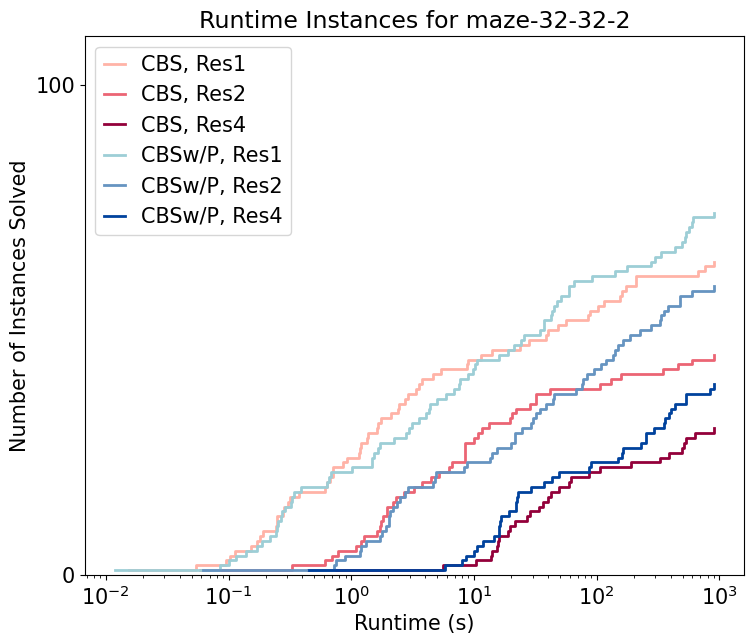 Runtime Instances for maze-32-32-2
CBS, Res1
CBS, Res2
CBS, Res4
CBSw/P, Res1
CBSw/P, Res2
CBSw/P, Res4
Number of Instances Solved
100
0
10⁻² 10⁻¹ 10⁰ 10¹ 10² 10³
Runtime (s)